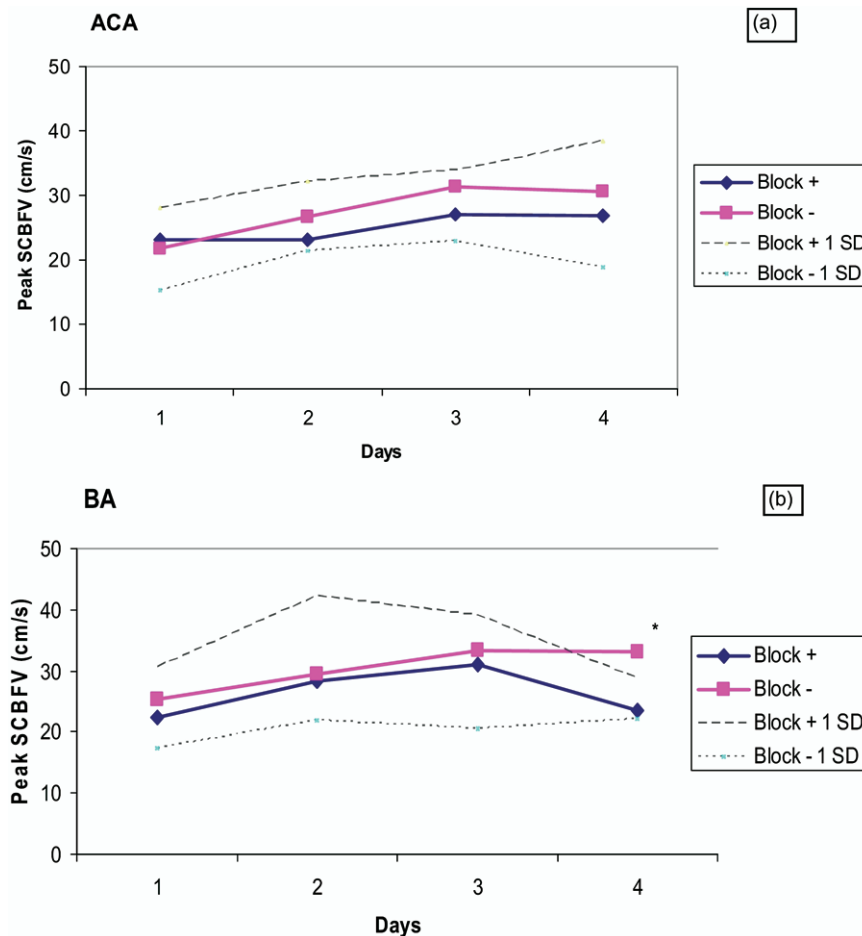 ACA
(a)
50
40
30
20
10
0
Peak SCBFV (cm/s)
1 2 3 4
Days
Block +
Block -
Block + 1 SD
Block - 1 SD
BA
(b)
50
40
30
20
10
0
Peak SCBFV (cm/s)
*
1 2 3 4
Days
Block +
Block -
Block + 1 SD
Block - 1 SD